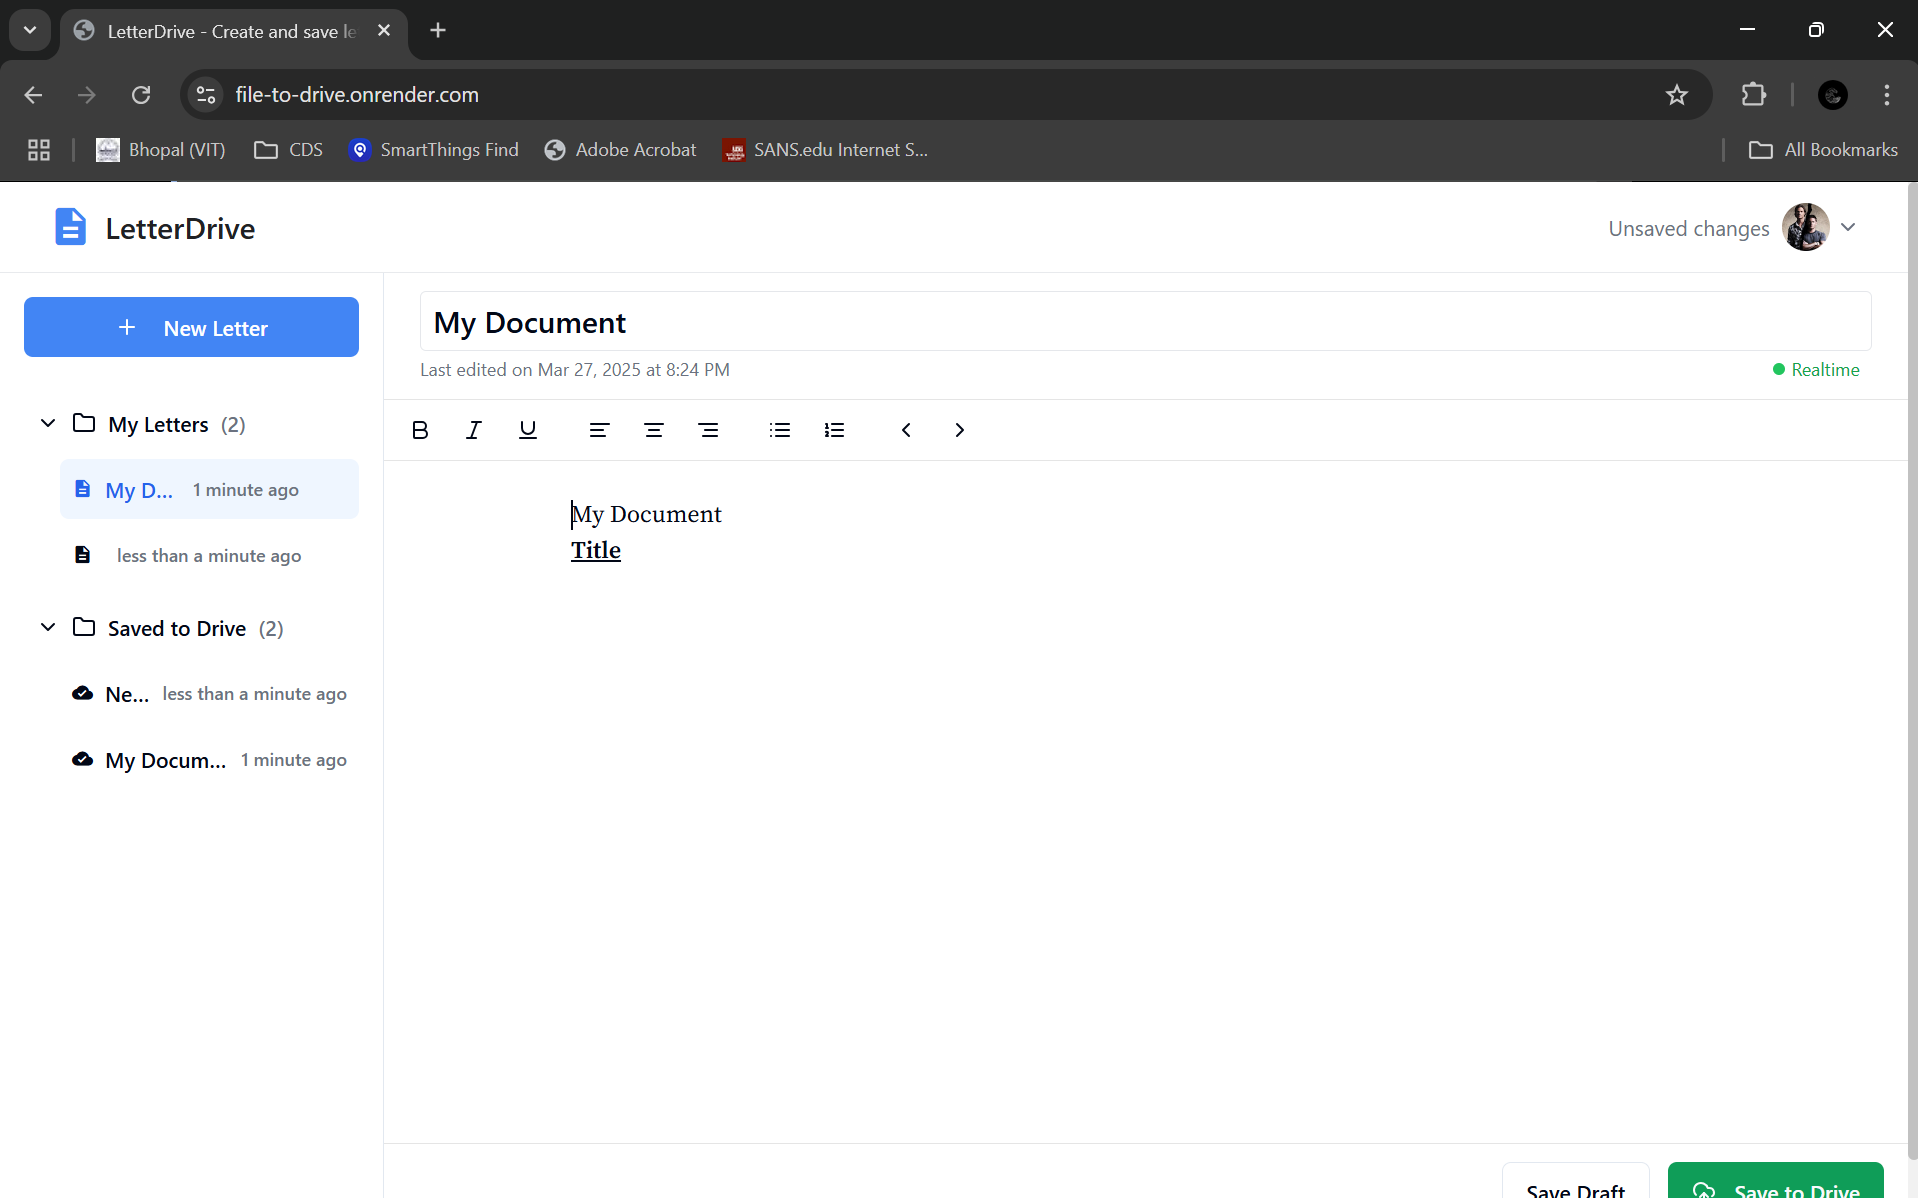 LetterDrive - Create and save le
file-to-drive.onrender.com
Bhopal (VIT)
CDS
SmartThings Find
Adobe Acrobat
SANS.edu Internet S...
All Bookmarks
LetterDrive
Unsaved changes
+ New Letter
My Document
Last edited on Mar 27, 2025 at 8:24 PM
Realtime
My Letters (2)
B I U
My D... 1 minute ago
less than a minute ago
Saved to Drive (2)
Ne... less than a minute ago
My Docum... 1 minute ago
My Document
Title
Save Draft
Save to Drive